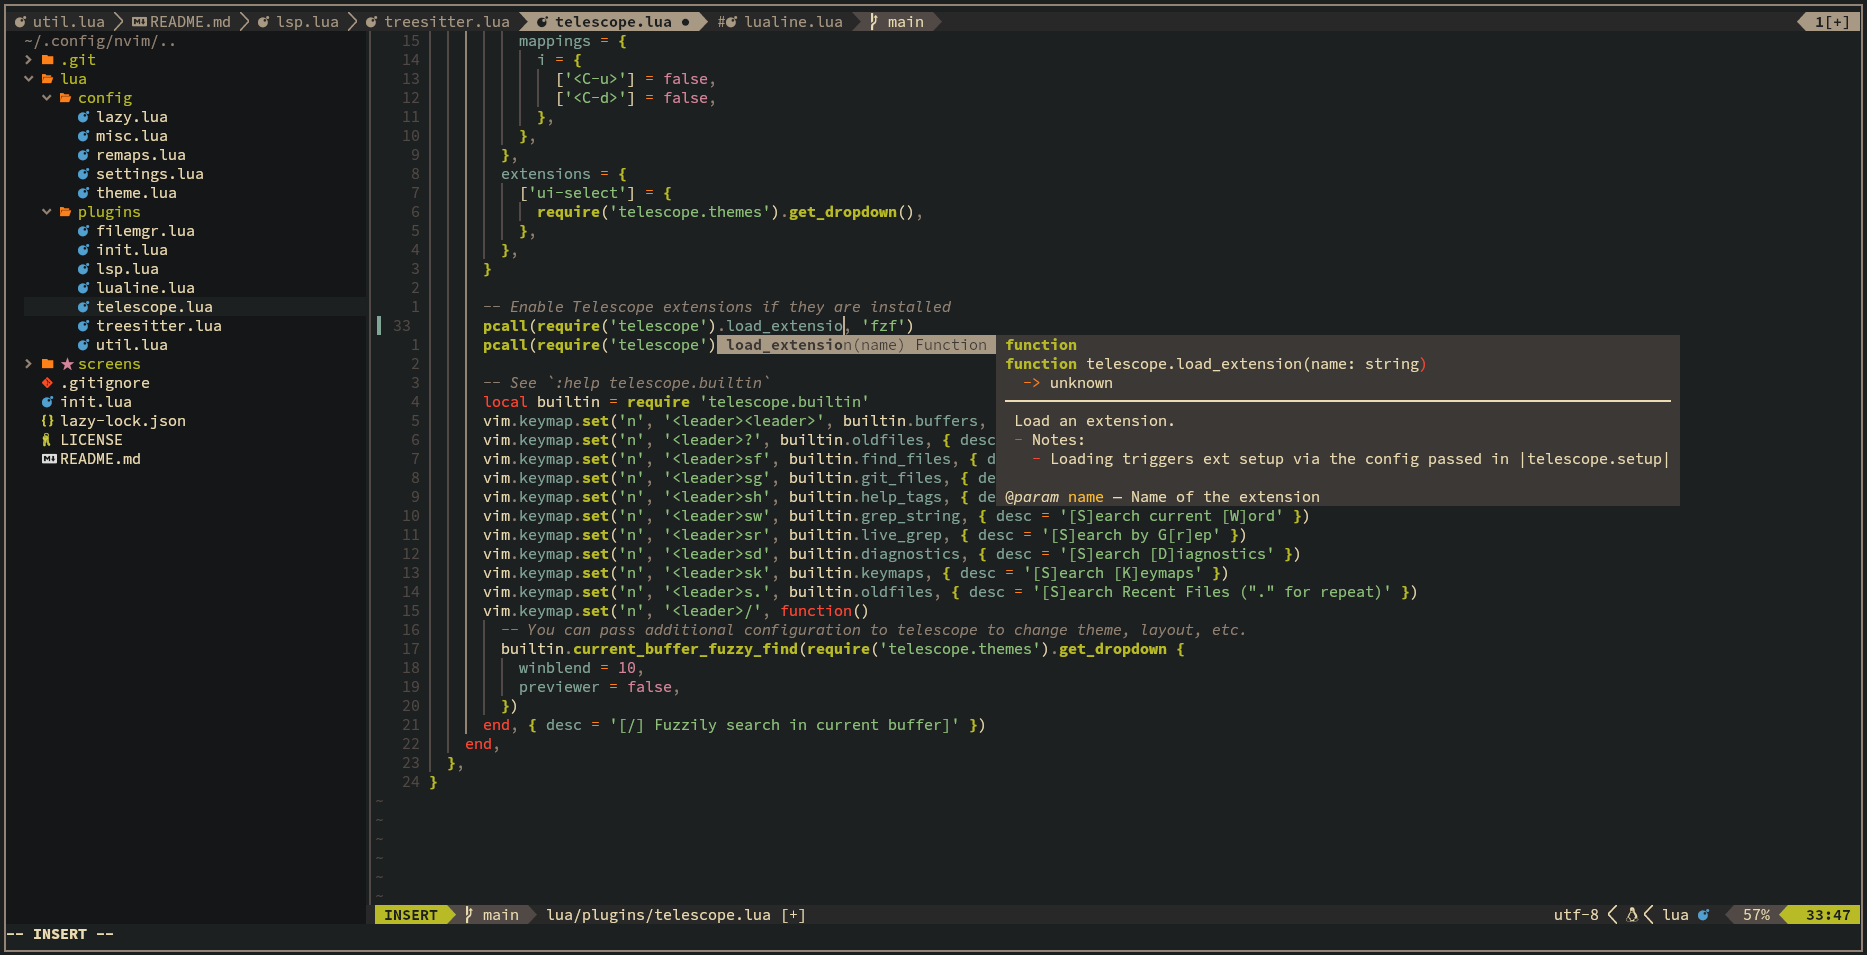 util.lua README.md lsp.lua treesitter.lua telescope.lua ● # lualine.lua main 1[+]
~/.config/nvim/..
.git
lua
config
lazy.lua
misc.lua
remaps.lua
settings.lua
theme.lua
plugins
filemgr.lua
init.lua
lsp.lua
lualine.lua
telescope.lua
treesitter.lua
util.lua
★ screens
.gitignore
init.lua
{} lazy-lock.json
LICENSE
README.md
15 mappings = {
14 i = {
13 ['<C-u>'] = false,
12 ['<C-d>'] = false,
11 },
10 },
9 },
8 extensions = {
7 ['ui-select'] = {
6 require('telescope.themes').get_dropdown(),
5 },
4 },
3 }
2
1 -- Enable Telescope extensions if they are installed
33 pcall(require('telescope').load_extensio, 'fzf')
1 pcall(require('telescope') load_extension(name) Function
2
3 -- See `:help telescope.builtin`
4 local builtin = require 'telescope.builtin'
5 vim.keymap.set('n', '<leader><leader>', builtin.buffers,
6 vim.keymap.set('n', '<leader>?', builtin.oldfiles, { desc
7 vim.keymap.set('n', '<leader>sf', builtin.find_files, { d
8 vim.keymap.set('n', '<leader>sg', builtin.git_files, { de
9 vim.keymap.set('n', '<leader>sh', builtin.help_tags, { de
10 vim.keymap.set('n', '<leader>sw', builtin.grep_string, { desc = '[S]earch current [W]ord' })
11 vim.keymap.set('n', '<leader>sr', builtin.live_grep, { desc = '[S]earch by G[r]ep' })
12 vim.keymap.set('n', '<leader>sd', builtin.diagnostics, { desc = '[S]earch [D]iagnostics' })
13 vim.keymap.set('n', '<leader>sk', builtin.keymaps, { desc = '[S]earch [K]eymaps' })
14 vim.keymap.set('n', '<leader>s.', builtin.oldfiles, { desc = '[S]earch Recent Files ("." for repeat)' })
15 vim.keymap.set('n', '<leader>/', function()
16 -- You can pass additional configuration to telescope to change theme, layout, etc.
17 builtin.current_buffer_fuzzy_find(require('telescope.themes').get_dropdown {
18 winblend = 10,
19 previewer = false,
20 })
21 end, { desc = '[/] Fuzzily search in current buffer]' })
22 end,
23 },
24 }
~
~
~
~
~
~
function
function telescope.load_extension(name: string)
-> unknown
Load an extension.
- Notes:
- Loading triggers ext setup via the config passed in |telescope.setup|
@param name — Name of the extension
INSERT main lua/plugins/telescope.lua [+] utf-8 lua 57% 33:47
-- INSERT --